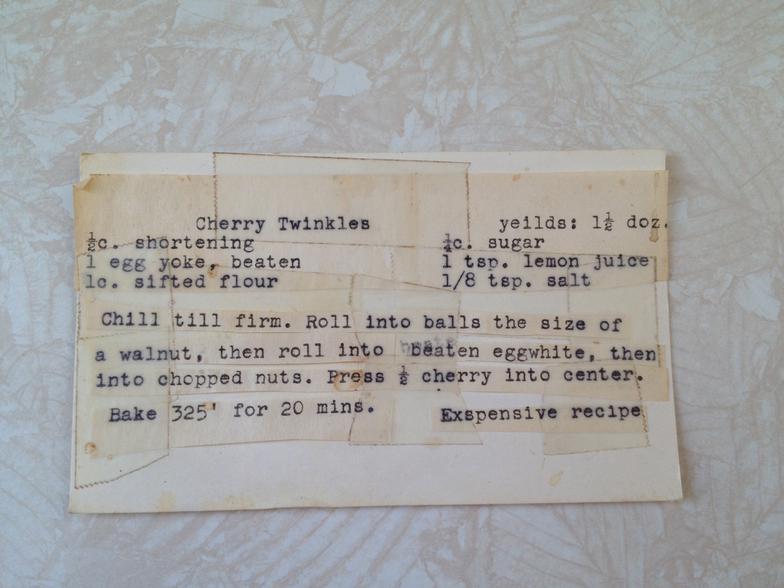 Cherry Twinkles yeilds: 1½ doz.
½c. shortening ¼c. sugar
1 egg yoke, beaten 1 tsp. lemon juice
1c. sifted flour 1/8 tsp. salt
Chill till firm. Roll into balls the size of
a walnut, then roll into beaten eggwhite, then
into chopped nuts. Press ½ cherry into center.
Bake 325' for 20 mins. Exspensive recipe